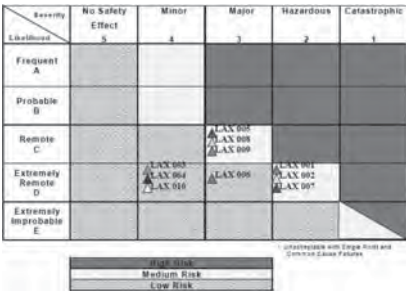 Severity
Likelihood
No Safety
Effect
5
Minor
4
Major
3
Hazardous
2
Catastrophic
1
Frequent
A
Probable
B
Remote
C
LAX 005
LAX 008
LAX 009
Extremely
Remote
D
LAX 003
LAX 004
LAX 010
LAX 006
LAX 001
LAX 002
LAX 007
Extremely
Improbable
E
* Unacceptable with Single Point and
Common Cause Failures
High Risk
Medium Risk
Low Risk